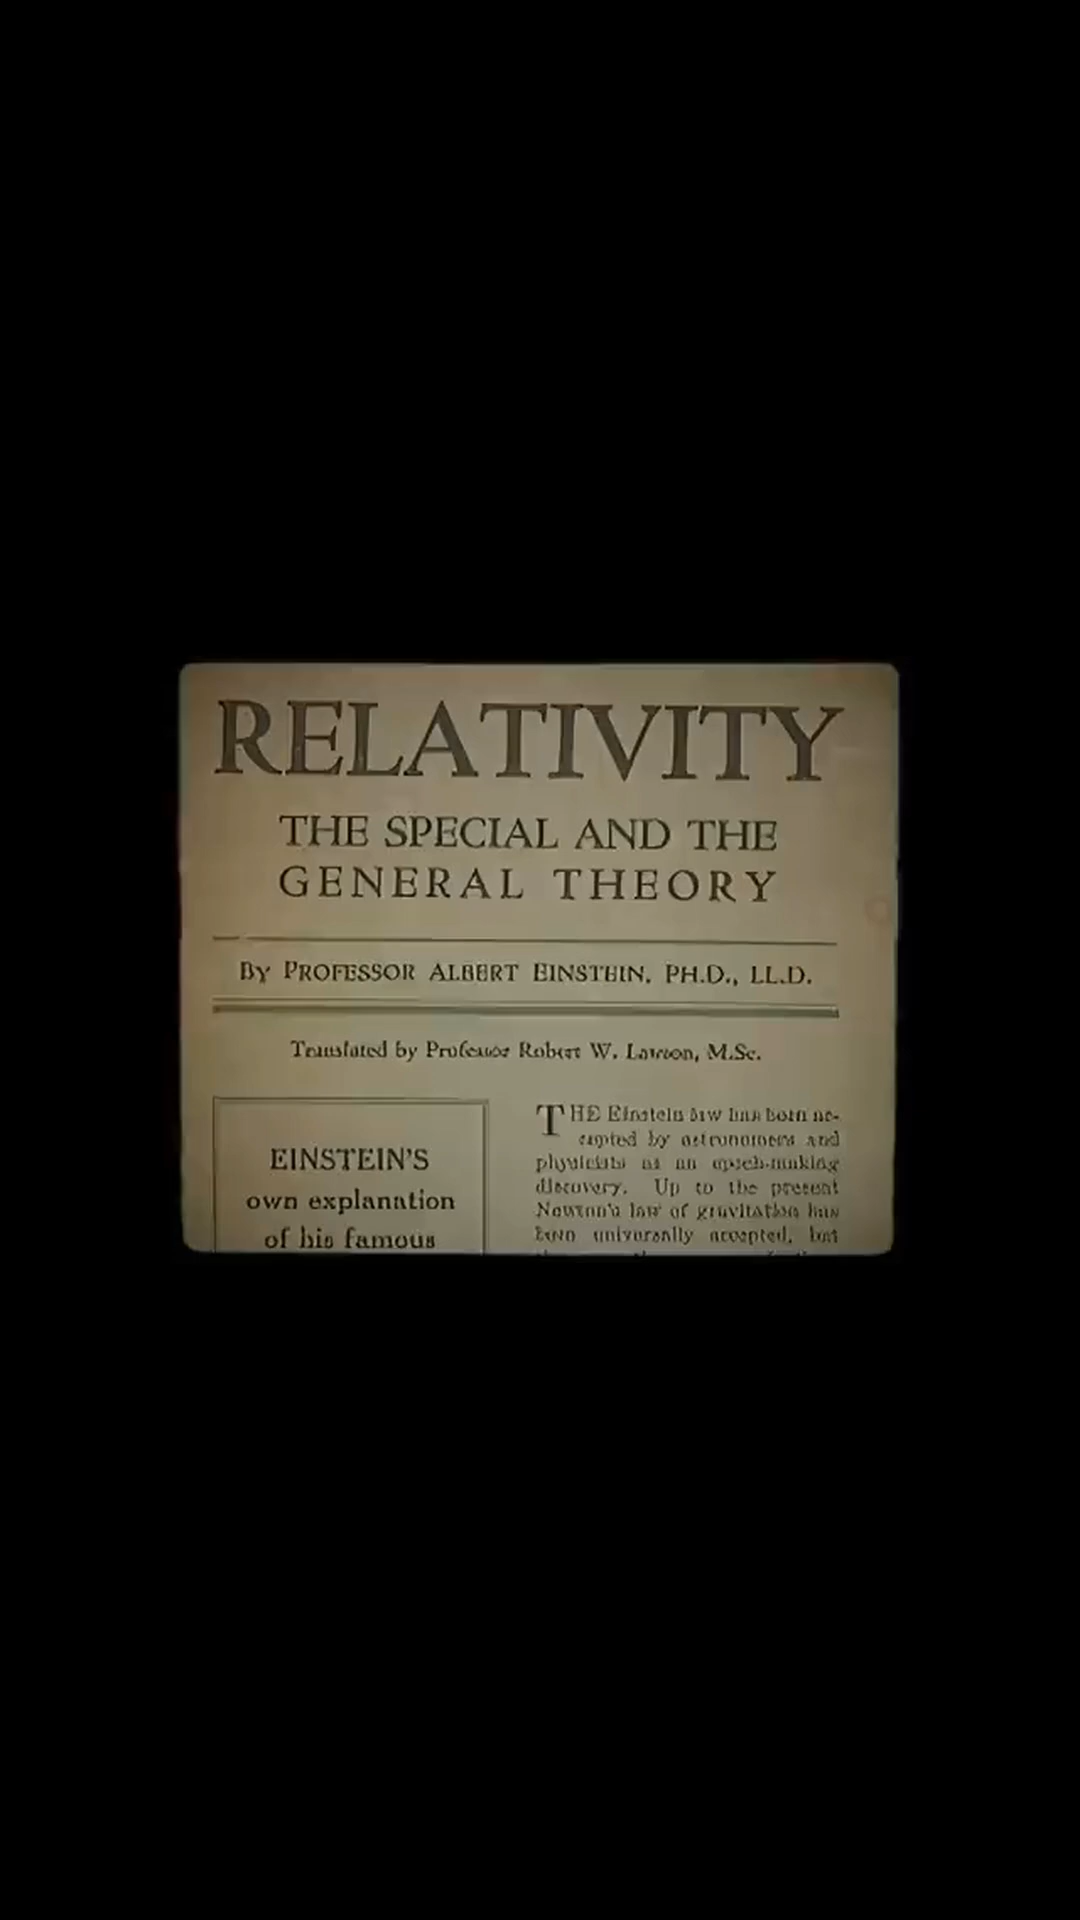 RELATIVITY
THE SPECIAL AND THE
GENERAL THEORY
By PROFESSOR ALBERT EINSTEIN, PH.D., LL.D.
Translated by Professor Robert W. Lawson, M.Sc.
EINSTEIN'S
own explanation
of his famous
THE Einstein law has been ac-
cepted by astronomers and
physicists as an epoch-making
discovery. Up to the present
Newton's law of gravitation has
been universally accepted, but